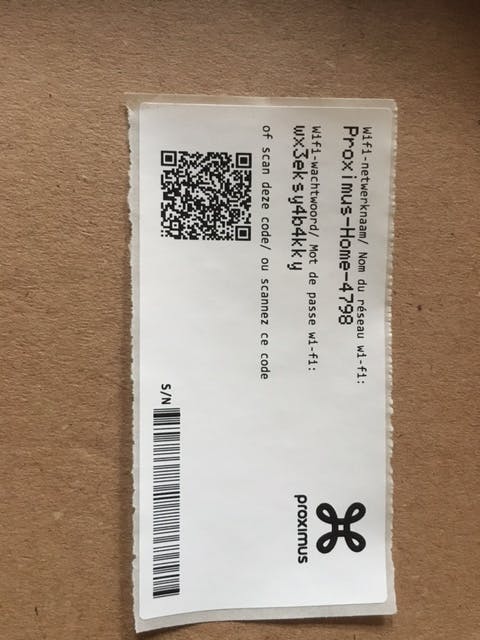 Wifi-netwerknaam/ Nom du réseau wi-fi:
Proximus-Home-4798
Wifi-wachtwoord/ Mot de passe wi-fi:
wx3eksy4b4kky
of scan deze code/ ou scannez ce code
S/N
proximus